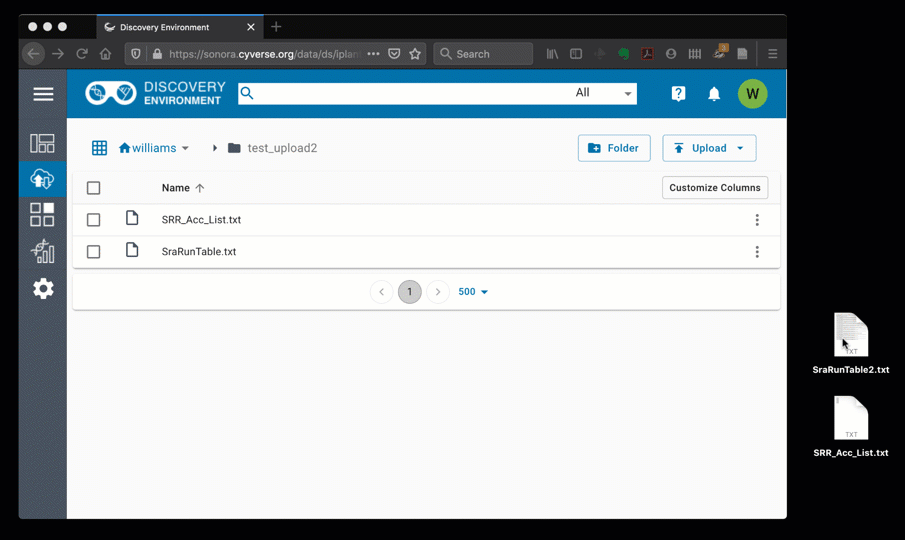 Discovery Environment
https://sonora.cyverse.org/data/ds/iplan
Search
3
DISCOVERY
ENVIRONMENT
All
W
williams
test_upload2
Folder
Upload
Name
Customize Columns
SRR_Acc_List.txt
SraRunTable.txt
1
500
TXT
SraRunTable2.txt
TXT
SRR_Acc_List.txt